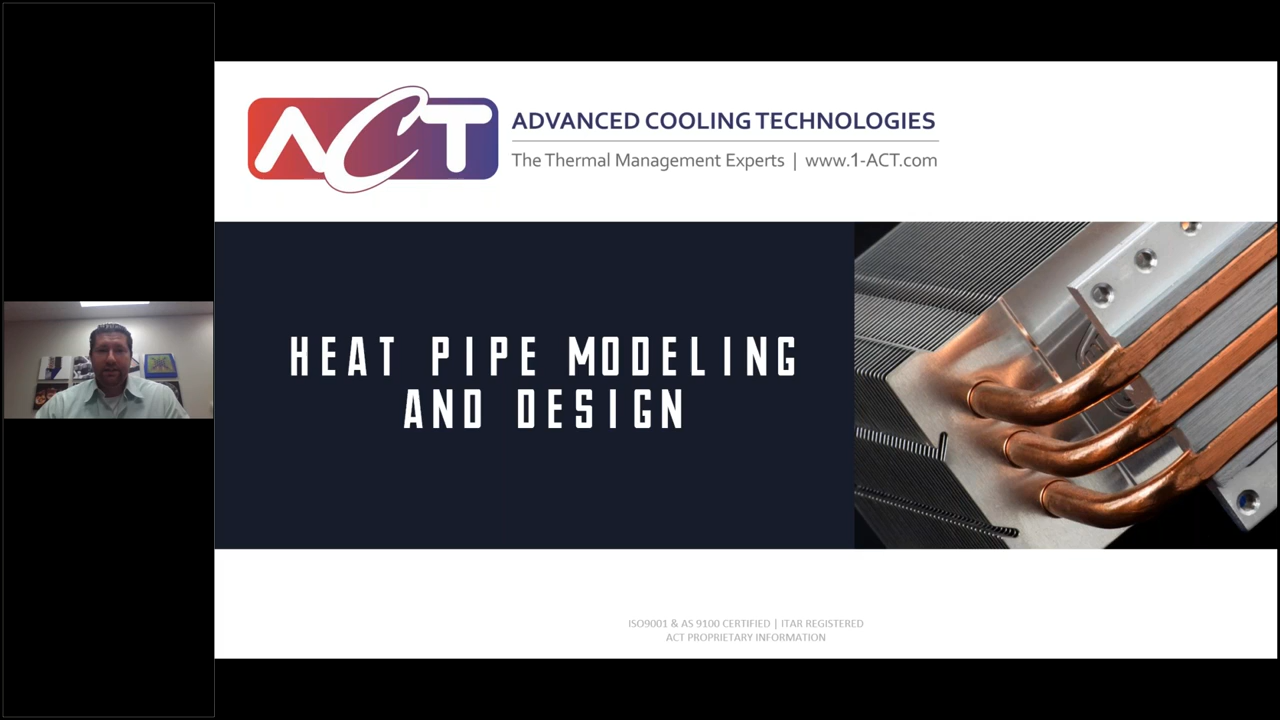 ACT
ADVANCED COOLING TECHNOLOGIES
The Thermal Management Experts | www.1-ACT.com
HEAT PIPE MODELING
AND DESIGN
ISO9001 & AS 9100 CERTIFIED | ITAR REGISTERED
ACT PROPRIETARY INFORMATION